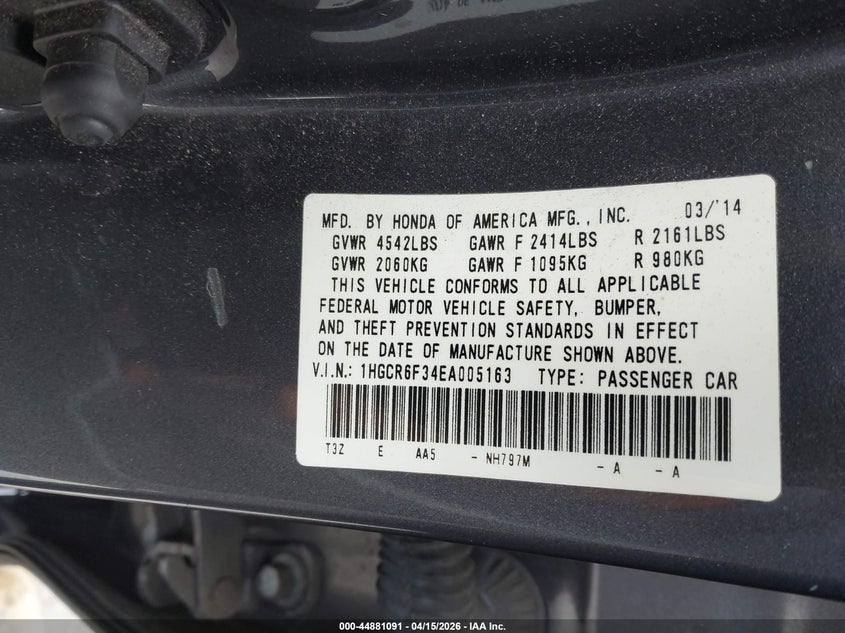 MFD. BY HONDA OF AMERICA MFG., INC. 03/'14
GVWR 4542LBS GAWR F 2414LBS R 2161LBS
GVWR 2060KG GAWR F 1095KG R 980KG
THIS VEHICLE CONFORMS TO ALL APPLICABLE
FEDERAL MOTOR VEHICLE SAFETY, BUMPER,
AND THEFT PREVENTION STANDARDS IN EFFECT
ON THE DATE OF MANUFACTURE SHOWN ABOVE.
V.I.N.: 1HGCR6F34EA005163 TYPE: PASSENGER CAR
T3Z E AA5 - NH797M - A - A
000-44881091 - 04/15/2026 - IAA Inc.